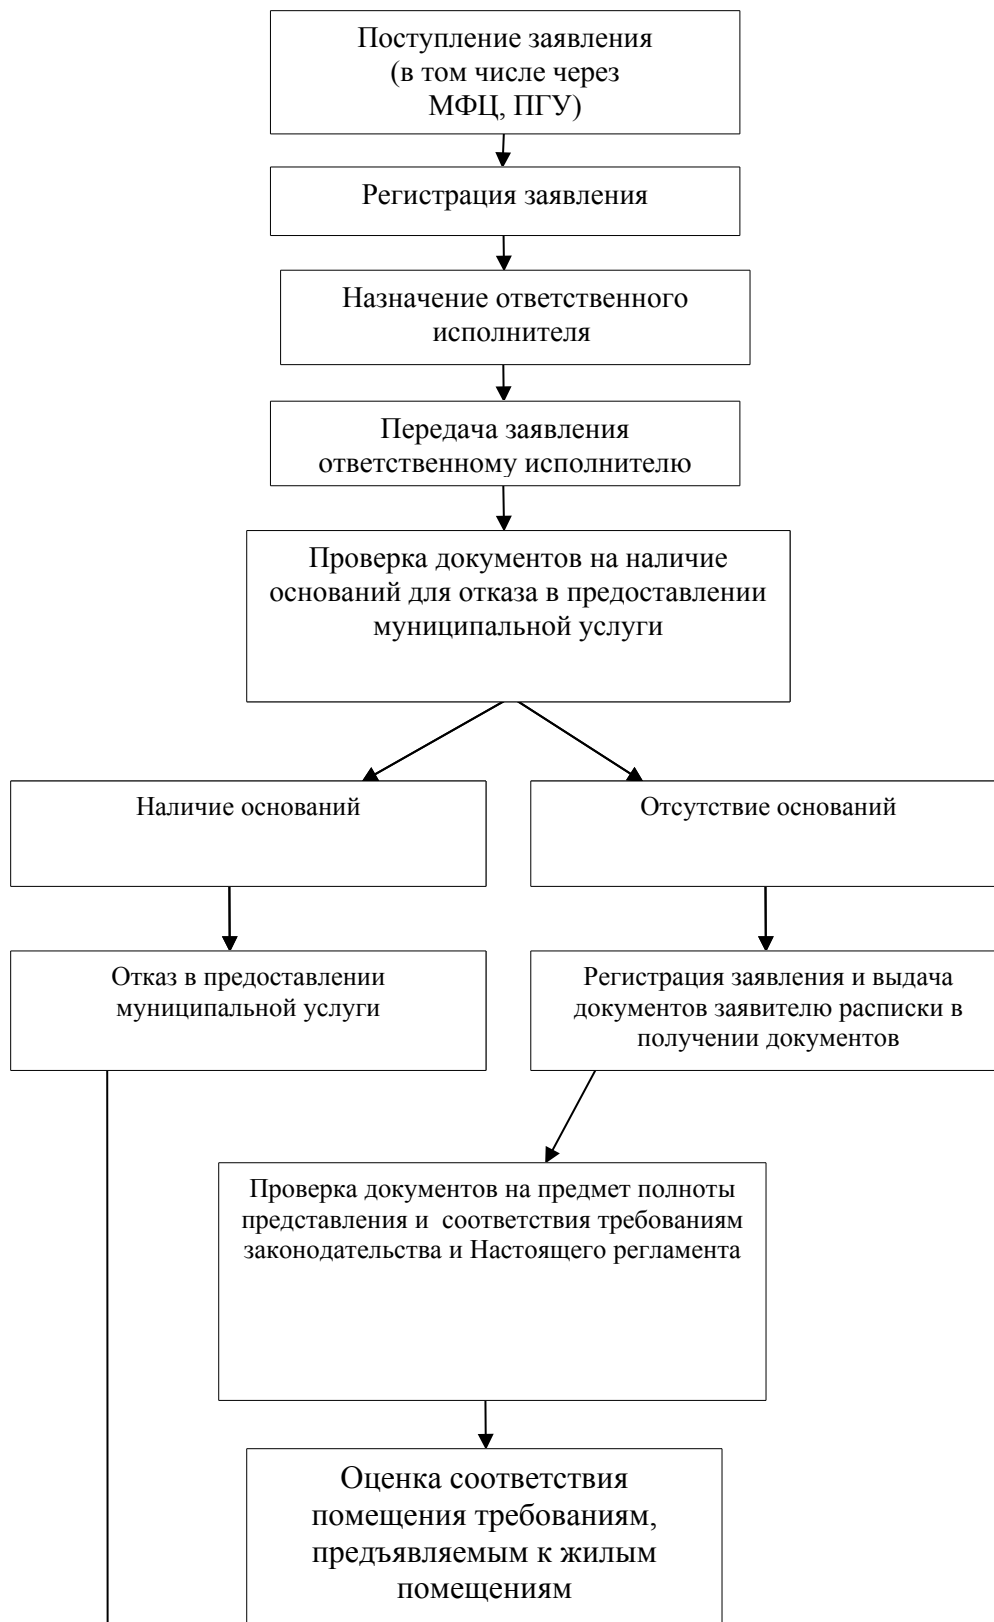 Поступление заявления
(в том числе через
МФЦ, ПГУ)
Регистрация заявления
Назначение ответственного
исполнителя
Передача заявления
ответственному исполнителю
Проверка документов на наличие
оснований для отказа в предоставлении
муниципальной услуги
Наличие оснований
Отсутствие оснований
Отказ в предоставлении
муниципальной услуги
Регистрация заявления и выдача
документов заявителю расписки в
получении документов
Проверка документов на предмет полноты
представления и соответствия требованиям
законодательства и Настоящего регламента
Оценка соответствия
помещения требованиям,
предъявляемым к жилым
помещениям